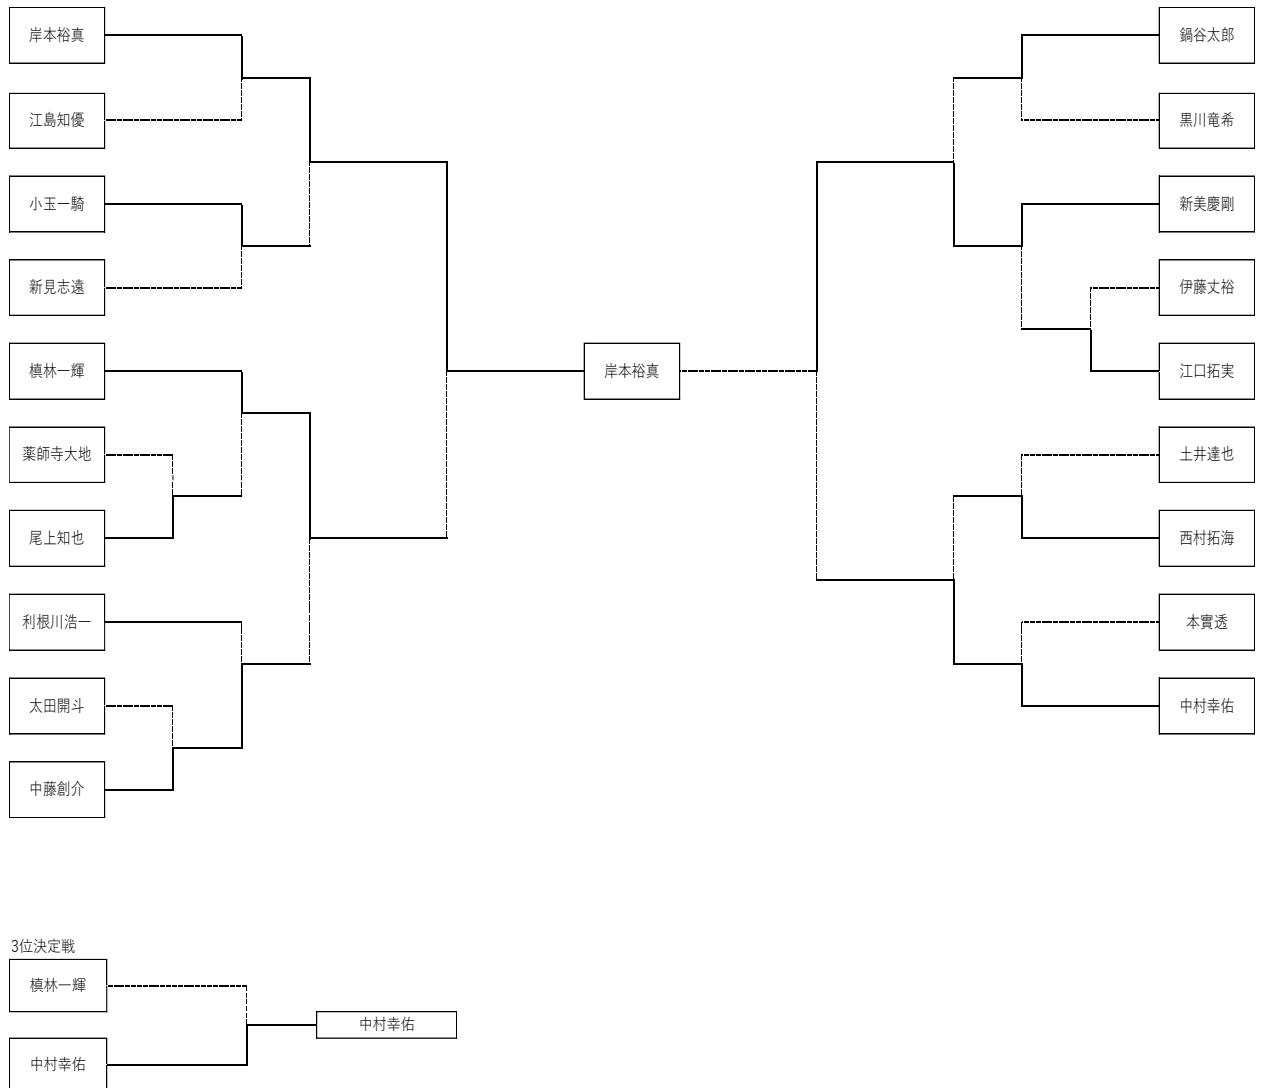 岸本裕真
江島知優
小玉一騎
新見志遠
槙林一輝
薬師寺大地
尾上知也
利根川浩一
太田開斗
中藤創介
岸本裕真
鍋谷太郎
黒川竜希
新美慶剛
伊藤丈裕
江口拓実
土井達也
西村拓海
本實透
中村幸佑
3位決定戦
槙林一輝
中村幸佑
中村幸佑